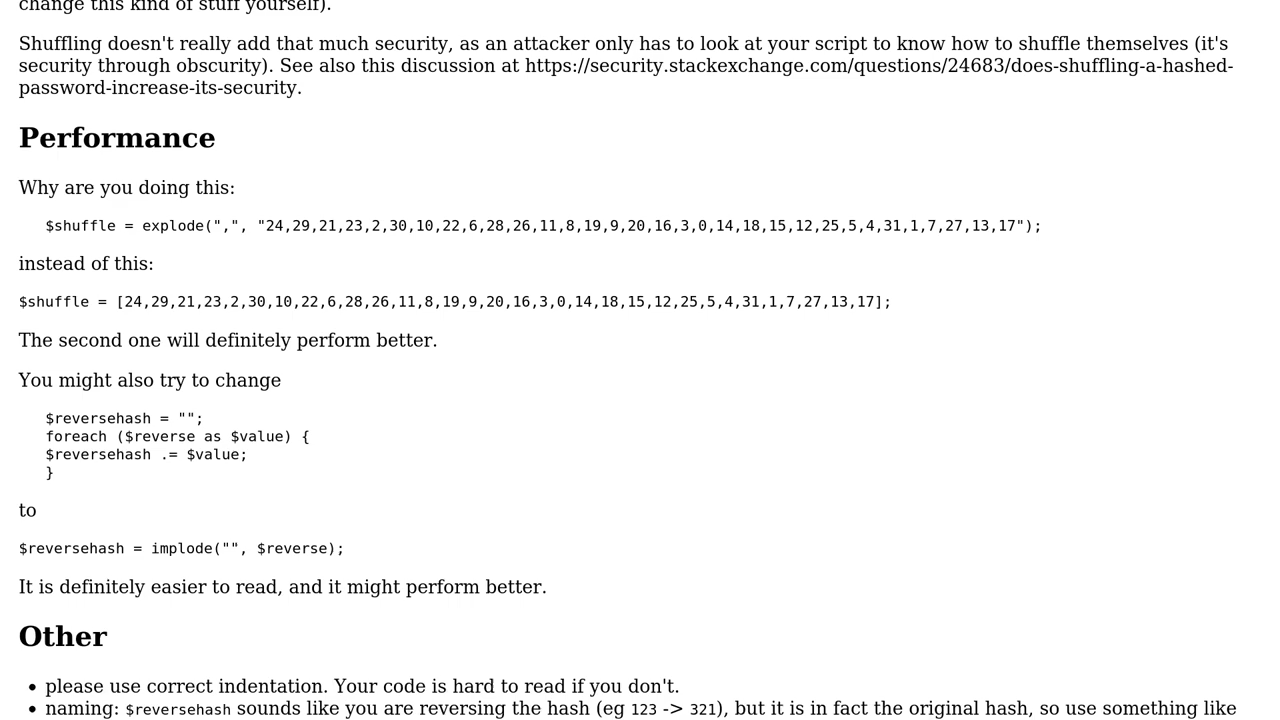 change this kind of stuff yourself).
Shuffling doesn't really add that much security, as an attacker only has to look at your script to know how to shuffle themselves (it's
security through obscurity). See also this discussion at https://security.stackexchange.com/questions/24683/does-shuffling-a-hashed-
password-increase-its-security.
Performance
Why are you doing this:
$shuffle = explode(",", "24,29,21,23,2,30,10,22,6,28,26,11,8,19,9,20,16,3,0,14,18,15,12,25,5,4,31,1,7,27,13,17");
instead of this:
$shuffle = [24,29,21,23,2,30,10,22,6,28,26,11,8,19,9,20,16,3,0,14,18,15,12,25,5,4,31,1,7,27,13,17];
The second one will definitely perform better.
You might also try to change
$reversehash = "";
foreach ($reverse as $value) {
$reversehash .= $value;
}
to
$reversehash = implode("", $reverse);
It is definitely easier to read, and it might perform better.
Other
• please use correct indentation. Your code is hard to read if you don't.
• naming: $reversehash sounds like you are reversing the hash (eg 123 -> 321), but it is in fact the original hash, so use something like